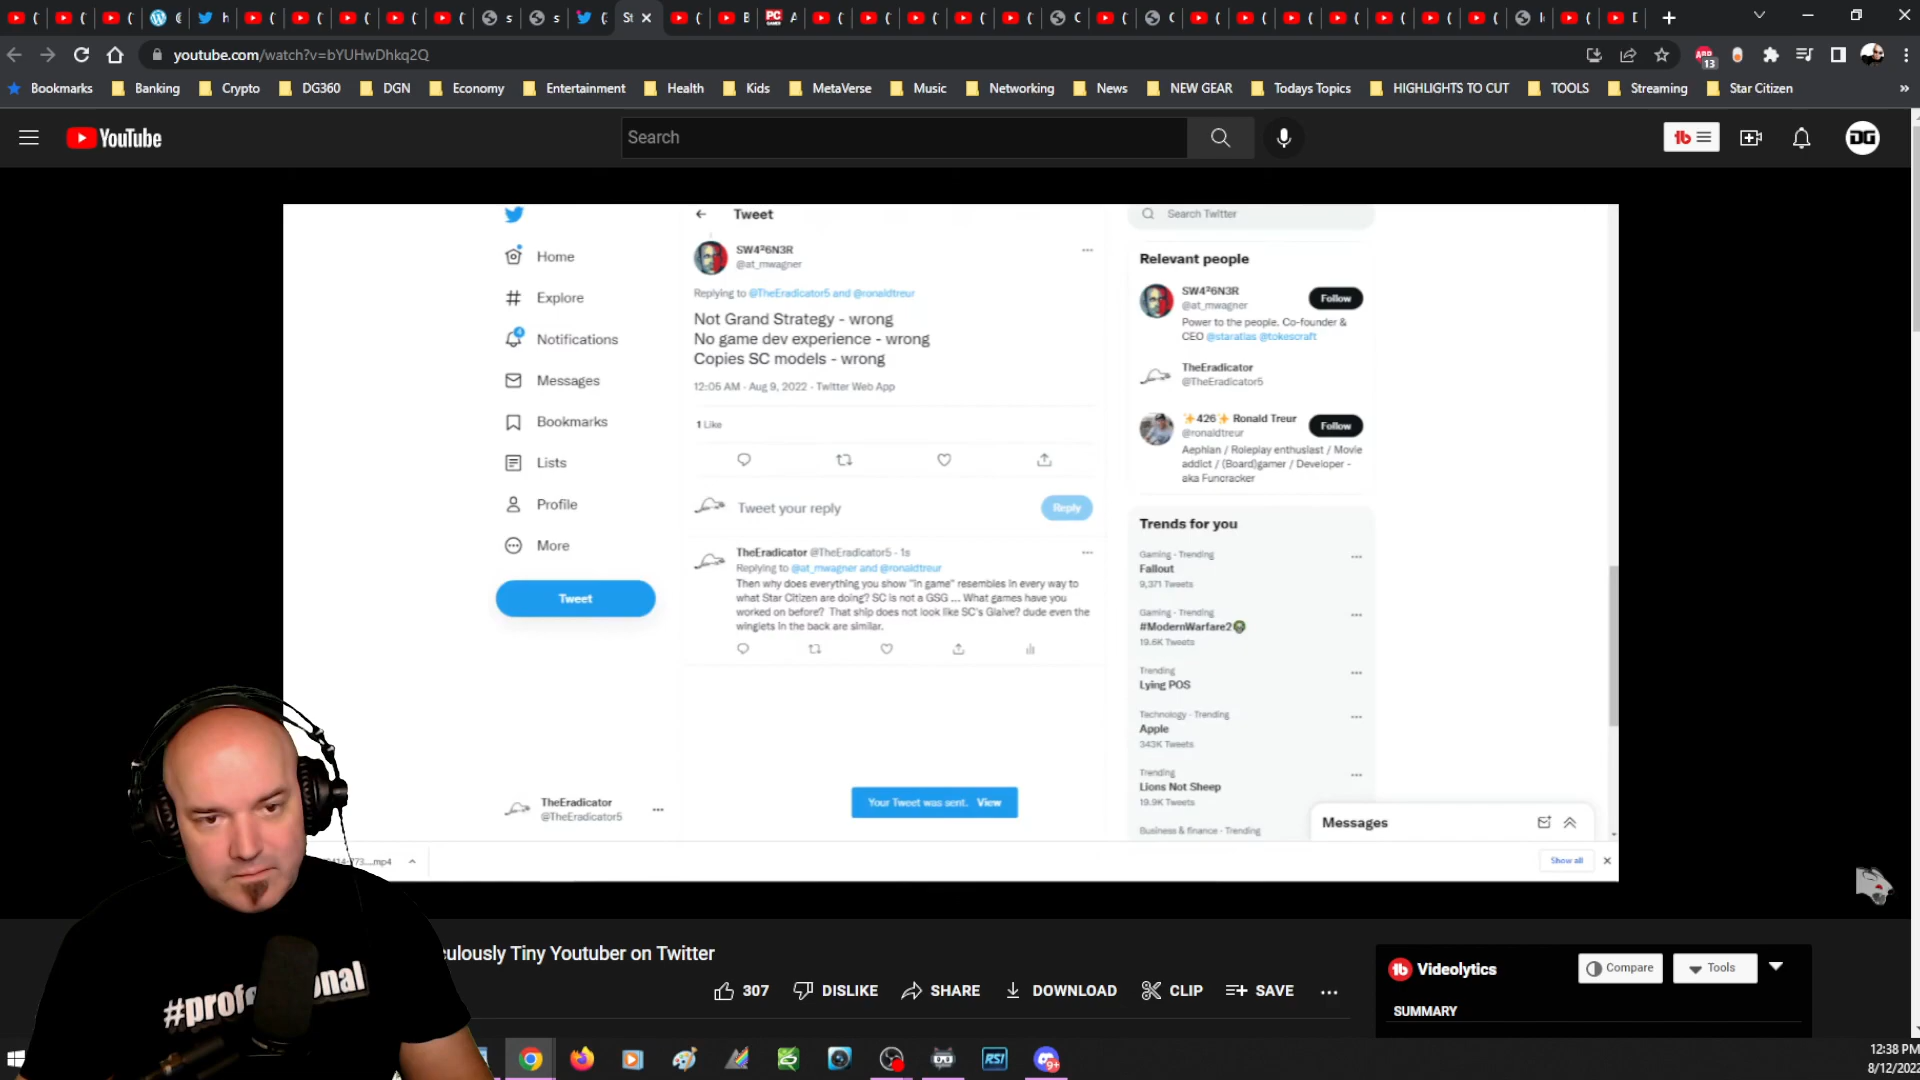 youtube.com/watch?v=bYUHwDhkq2Q
13
Bookmarks
Banking
Crypto
DG360
DGN
Economy
Entertainment
Health
Kids
MetaVerse
Music
Networking
News
NEW GEAR
Todays Topics
HIGHLIGHTS TO CUT
TOOLS
Streaming
Star Citizen
YouTube
Search
DG
Home
Explore
Notifications
Messages
Bookmarks
Lists
Profile
More
Tweet
TheEradicator
@TheEradicator5
Tweet
SW4²6N3R
@at_mwagner
Replying to @TheEradicator5 and @ronaldtreur
Not Grand Strategy - wrong
No game dev experience - wrong
Copies SC models - wrong
12:05 AM - Aug 9, 2022 - Twitter Web App
1 Like
Tweet your reply
Reply
TheEradicator @TheEradicator5 - 1s
Replying to @at_mwagner and @ronaldtreur
Then why does everything you show "in game" resembles in every way to
what Star Citizen are doing? SC is not a GSG ... What games have you
worked on before? That ship does not look like SC's Glaive? dude even the
winglets in the back are similar.
Your Tweet was sent. View
Search Twitter
Relevant people
SW4²6N3R
@at_mwagner
Follow
Power to the people, Co-founder &
CEO @staratlas @tokescraft
TheEradicator
@TheEradicator5
✨426✨ Ronald Treur
@ronaldtreur
Follow
Aephian / Roleplay enthusiast / Movie
addict / (Board)gamer / Developer -
aka Funcracker
Trends for you
Gaming - Trending
Fallout
9,371 Tweets
Gaming - Trending
#ModernWarfare2
19.6K Tweets
Trending
Lying POS
Technology - Trending
Apple
343K Tweets
Trending
Lions Not Sheep
19.9K Tweets
Business & finance - Trending
Messages
Show all
#professional
culously Tiny Youtuber on Twitter
307
DISLIKE
SHARE
DOWNLOAD
CLIP
SAVE
Videolytics
Compare
Tools
SUMMARY
RSI
9+
12:38 PM
8/12/2022